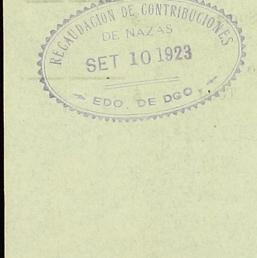 RECAUDACION DE CONTRIBUCIONES
DE NAZAS
SET 10 1923
EDO. DE DGO